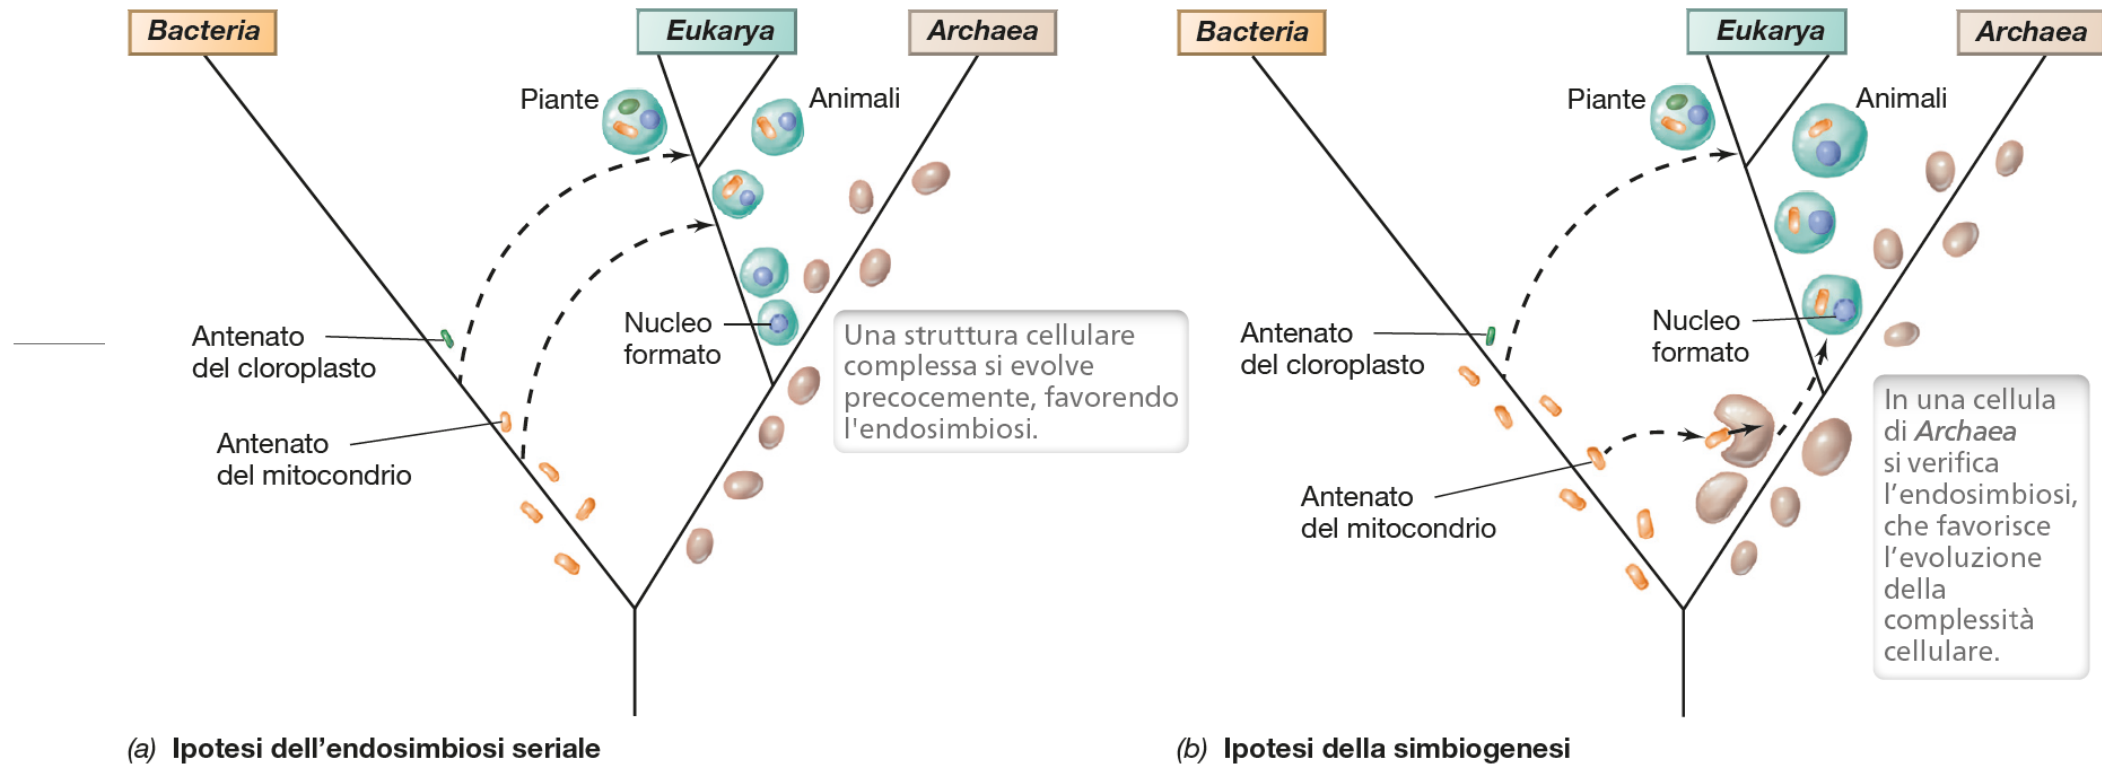 Bacteria
Eukarya
Archaea
Piante
Animali
Antenato
del cloroplasto
Nucleo
formato
Una struttura cellulare
complessa si evolve
precocemente, favorendo
l'endosimbiosi.
Antenato
del mitocondrio
(a) Ipotesi dell'endosimbiosi seriale
Bacteria
Eukarya
Archaea
Piante
Animali
Antenato
del cloroplasto
Nucleo
formato
Antenato
del mitocondrio
In una cellula
di Archaea
si verifica
l'endosimbiosi,
che favorisce
l'evoluzione
della
complessità
cellulare.
(b) Ipotesi della simbiogenesi